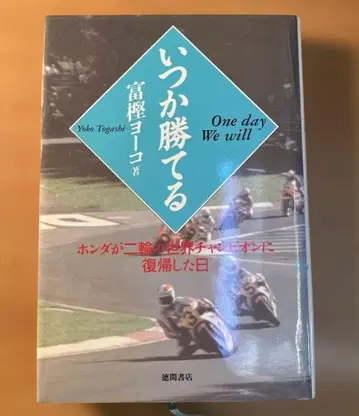 いつか勝てる
富樫ヨーコ 著
Yoko Togashi
One day
We will
ホンダが二輪の世界チャンピオンに
復帰した日
徳間書店